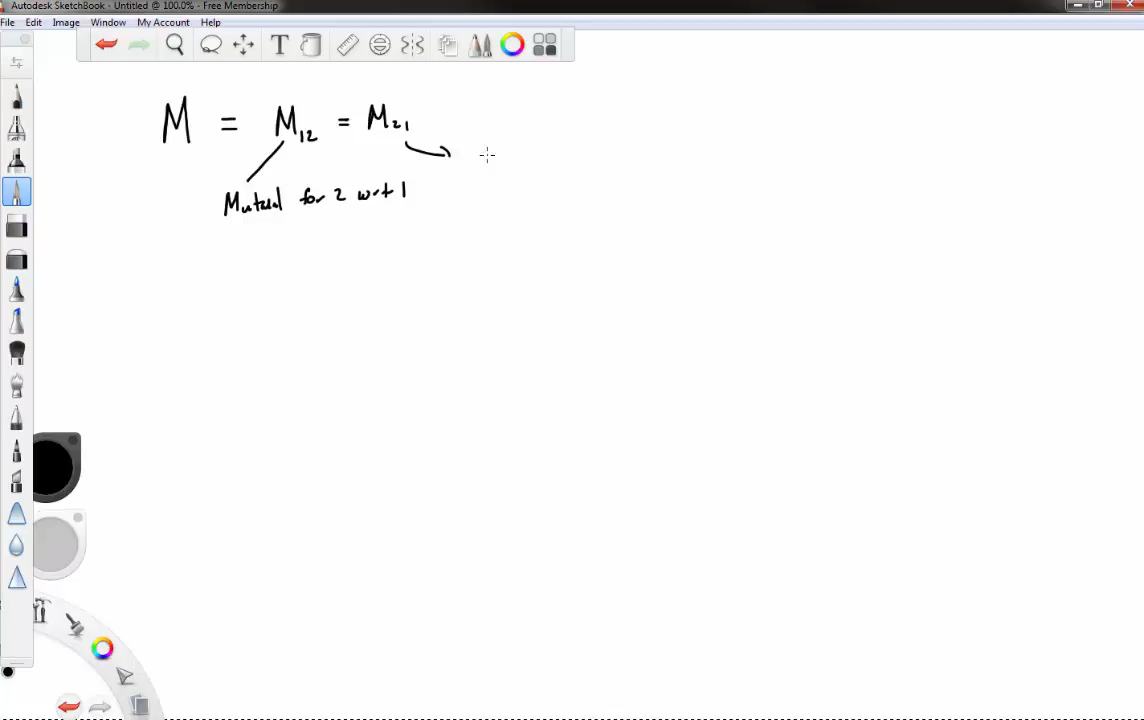 Autodesk SketchBook - Untitled @ 100.0% - Free Membership
File Edit Image Window My Account Help
M = M12 = M21
Mutual for 2 wrt 1